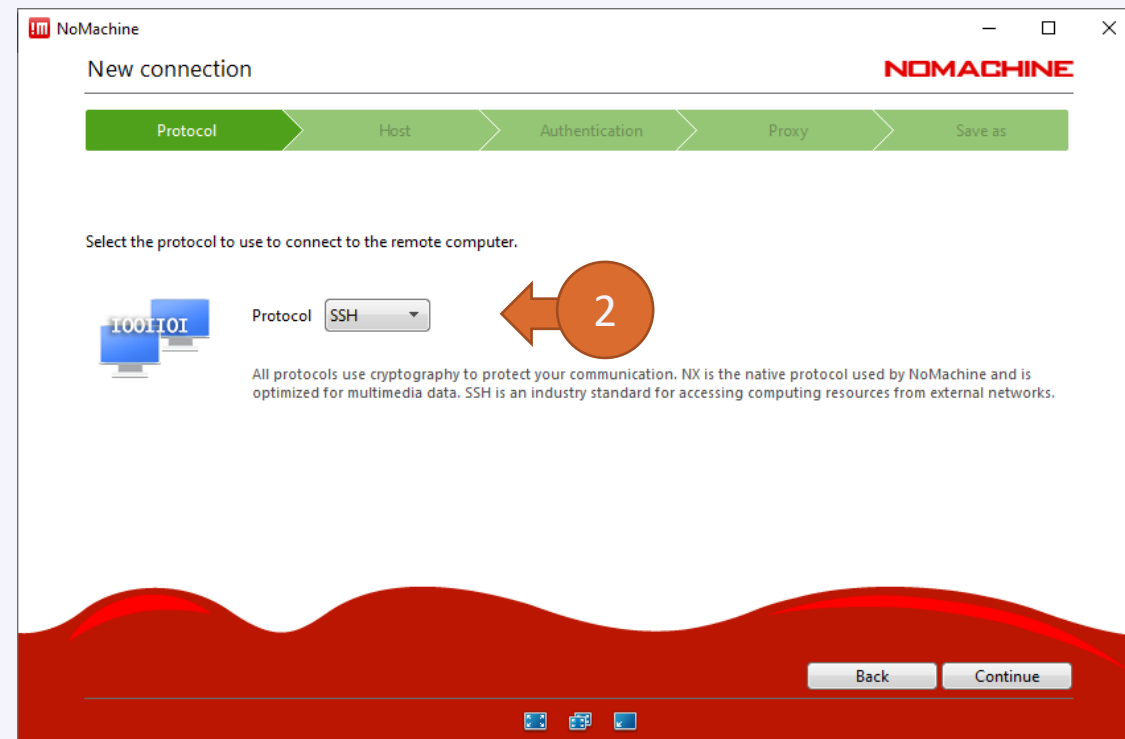 NoMachine
New connection
NOMACHINE
Protocol Host Authentication Proxy Save as
Select the protocol to use to connect to the remote computer.
IOOIIOI
Protocol SSH
2
All protocols use cryptography to protect your communication. NX is the native protocol used by NoMachine and is
optimized for multimedia data. SSH is an industry standard for accessing computing resources from external networks.
Back Continue